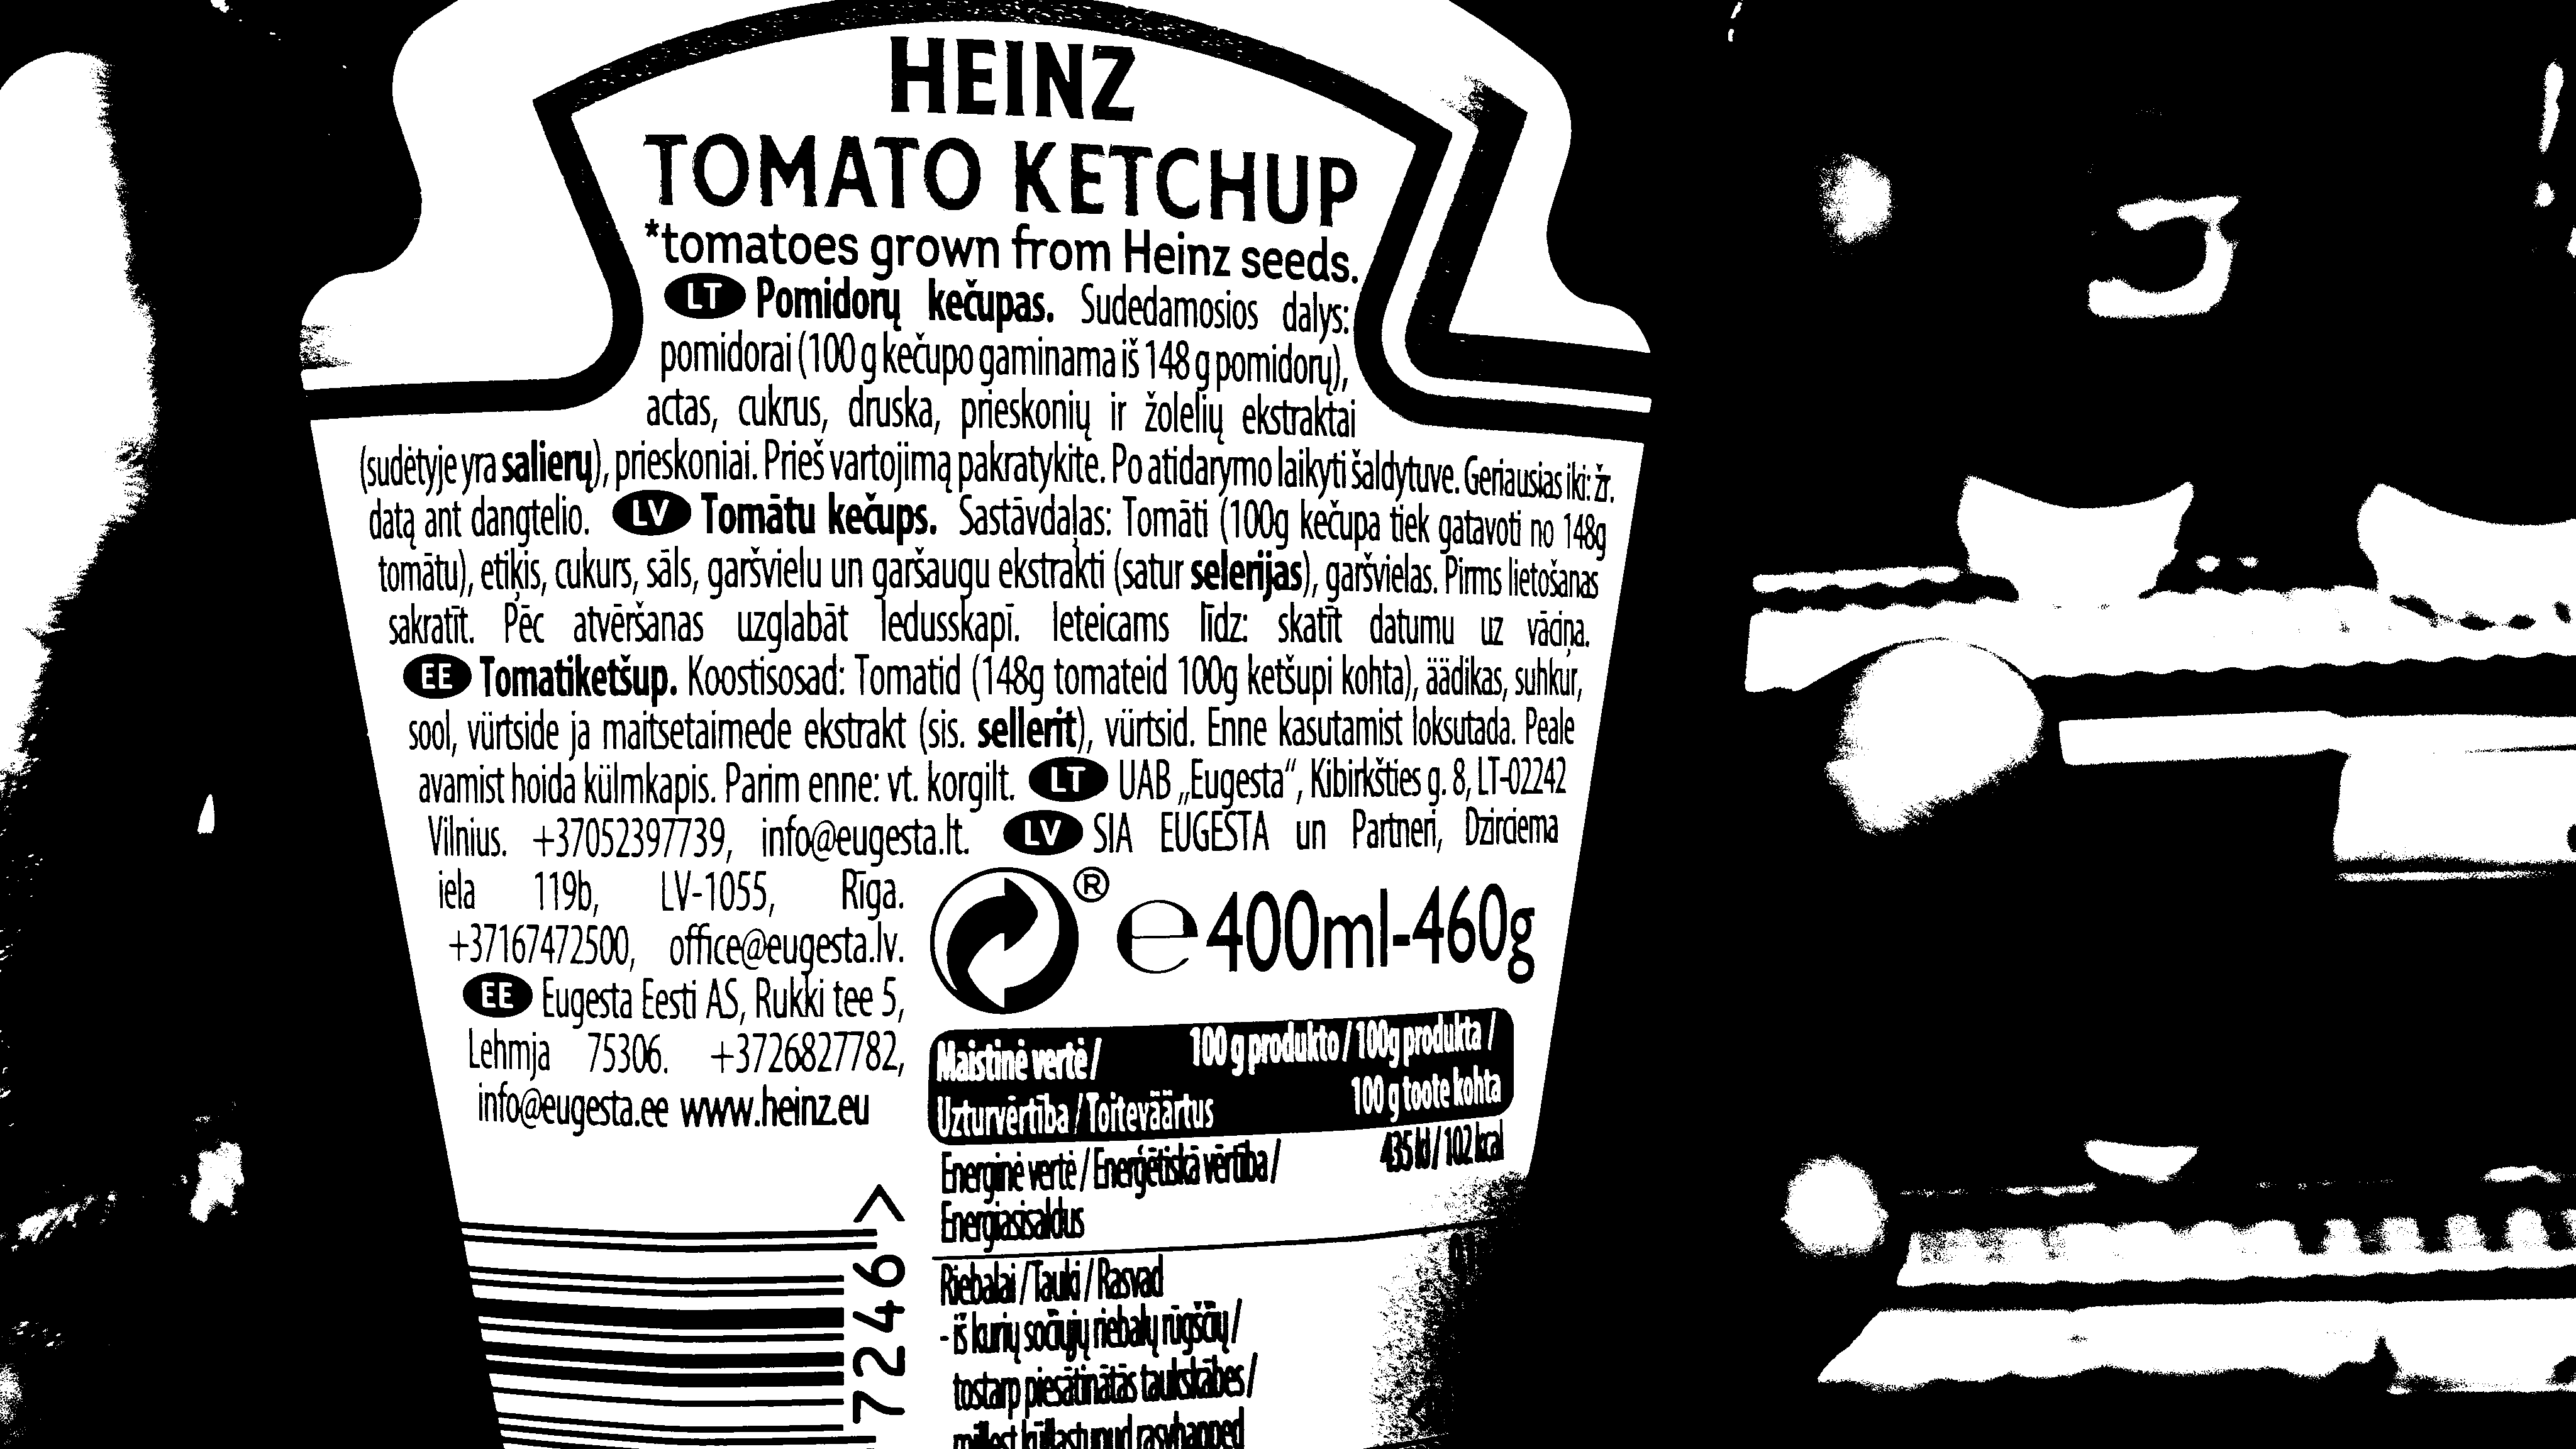 HEINZ
TOMATO KETCHUP
*tomatoes grown from Heinz seeds.
LT Pomidorų kečupas. Sudedamosios dalys:
pomidorai (100 g kečupo gaminama iš 148 g pomidorų),
actas, cukrus, druska, prieskonių ir žolelių ekstraktai
(sudėtyje yra salierų), prieskoniai. Prieš vartojimą pakratykite. Po atidarymo laikyti šaldytuve. Geriausias iki: žr.
datą ant dangtelio. LV Tomātu kečups. Sastāvdaļas: Tomāti (100g kečupa tiek gatavoti no 148g
tomātu), etiķis, cukurs, sāls, garšvielu un garšaugu ekstrakti (satur selerijas), garšvielas. Pirms lietošanas
sakratīt. Pēc atvēršanas uzglabāt ledusskapī. Ieteicams līdz: skatīt datumu uz vāciņa.
EE Tomatiketšup. Koostisosad: Tomatid (148g tomateid 100g ketšupi kohta), äädikas, suhkur,
sool, vürtside ja maitsetaimede ekstrakt (sis. sellerit), vürtsid. Enne kasutamist loksutada. Peale
avamist hoida külmkapis. Parim enne: vt. korgilt. LT UAB „Eugesta“, Kibirkšties g. 8, LT-02242
Vilnius. +37052397739, info@eugesta.lt. LV SIA EUGESTA un Partneri, Dzirciema
iela 119b, LV-1055, Rīga.
+37167472500, office@eugesta.lv.
EE Eugesta Eesti AS, Rukki tee 5,
Lehmja 75306. +3726827782,
info@eugesta.ee www.heinz.eu
® e 400ml-460g
Maistinė vertė / 100 g produkto / 100g produkta /
Uzturvērtība / Toiteväärtus 100 g toote kohta
Energinė vertė / Enerģētiskā vērtība / 435 kJ / 102 kcal
Energiasisaldus
Riebalai / Tauki / Rasvad
- iš kurių sočiųjų riebalų rūgščių /
tostarp piesātinātās taukskābes /
millest küllastunud rasvhapped
7246 >